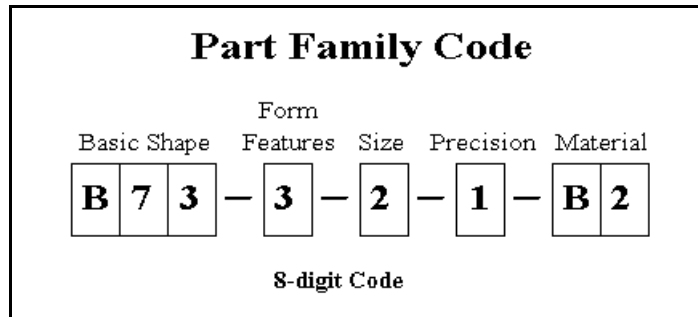 Part Family Code
Form
Basic Shape Features Size Precision Material
B 7 3 – 3 – 2 – 1 – B 2
8-digit Code